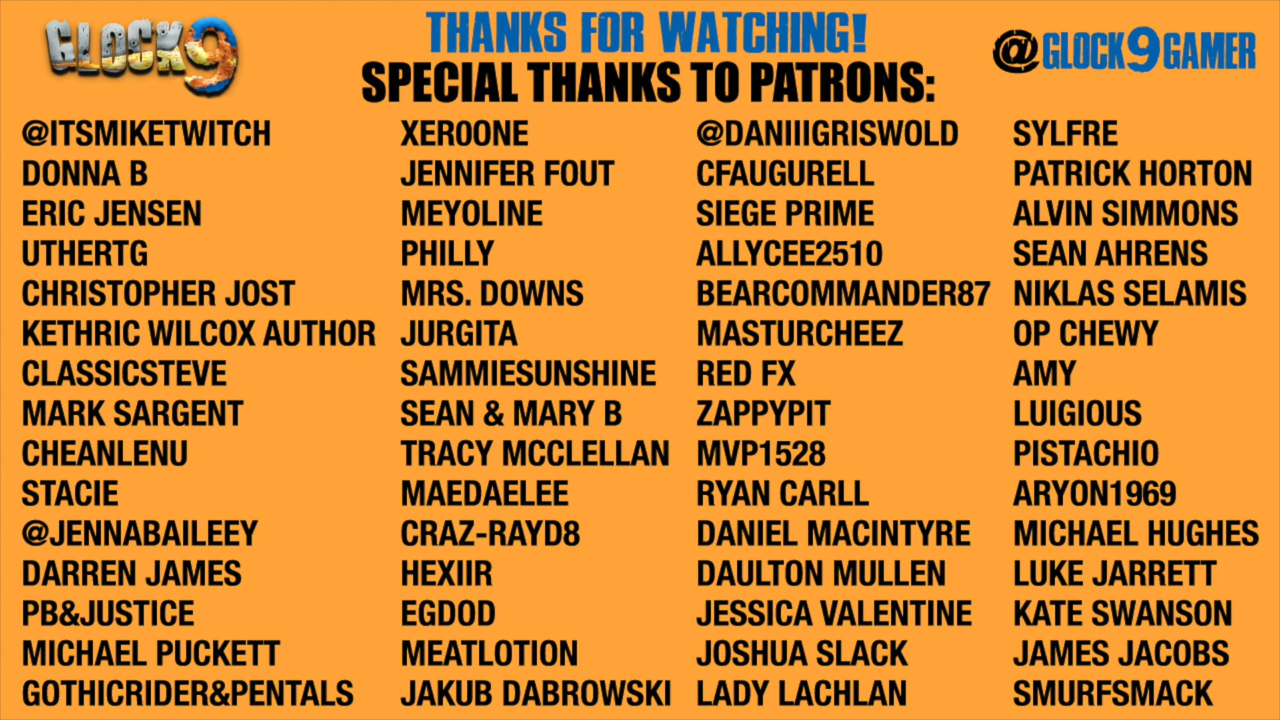 GLOCK9
THANKS FOR WATCHING!
@GLOCK9GAMER
SPECIAL THANKS TO PATRONS:
@ITSMIKETWITCH
DONNA B
ERIC JENSEN
UTHERTG
CHRISTOPHER JOST
KETHRIC WILCOX AUTHOR
CLASSICSTEVE
MARK SARGENT
CHEANLENU
STACIE
@JENNABAILEEY
DARREN JAMES
PB&JUSTICE
MICHAEL PUCKETT
GOTHICRIDER&PENTALS
XEROONE
JENNIFER FOUT
MEYOLINE
PHILLY
MRS. DOWNS
JURGITA
SAMMIESUNSHINE
SEAN & MARY B
TRACY MCCLELLAN
MAEDAELEE
CRAZ-RAYD8
HEXIIR
EGDOD
MEATLOTION
JAKUB DABROWSKI
@DANIIIGRISWOLD
CFAUGURELL
SIEGE PRIME
ALLYCEE2510
BEARCOMMANDER87
MASTURCHEEZ
RED FX
ZAPPYPIT
MVP1528
RYAN CARLL
DANIEL MACINTYRE
DAULTON MULLEN
JESSICA VALENTINE
JOSHUA SLACK
LADY LACHLAN
SYLFRE
PATRICK HORTON
ALVIN SIMMONS
SEAN AHRENS
NIKLAS SELAMIS
OP CHEWY
AMY
LUIGIOUS
PISTACHIO
ARYON1969
MICHAEL HUGHES
LUKE JARRETT
KATE SWANSON
JAMES JACOBS
SMURFSMACK